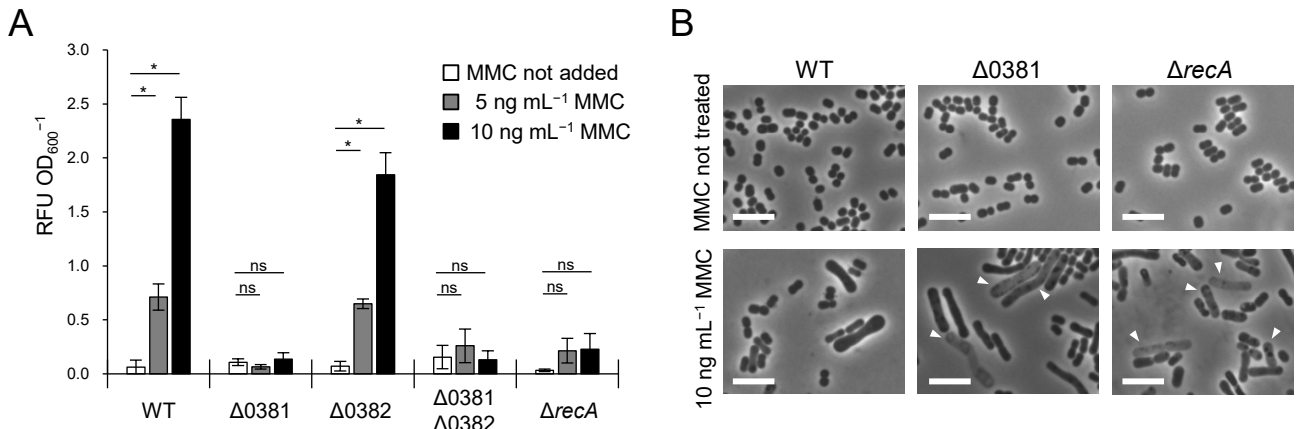 A
RFU OD₆₀₀⁻¹
3.0
2.5
2.0
1.5
1.0
0.5
0.0
* *
MMC not added
5 ng mL⁻¹ MMC
10 ng mL⁻¹ MMC
* *
ns ns
ns ns
ns ns
WT
Δ0381
Δ0382
Δ0381
Δ0382
ΔrecA
B
WT
Δ0381
ΔrecA
MMC not treated
10 ng mL⁻¹ MMC